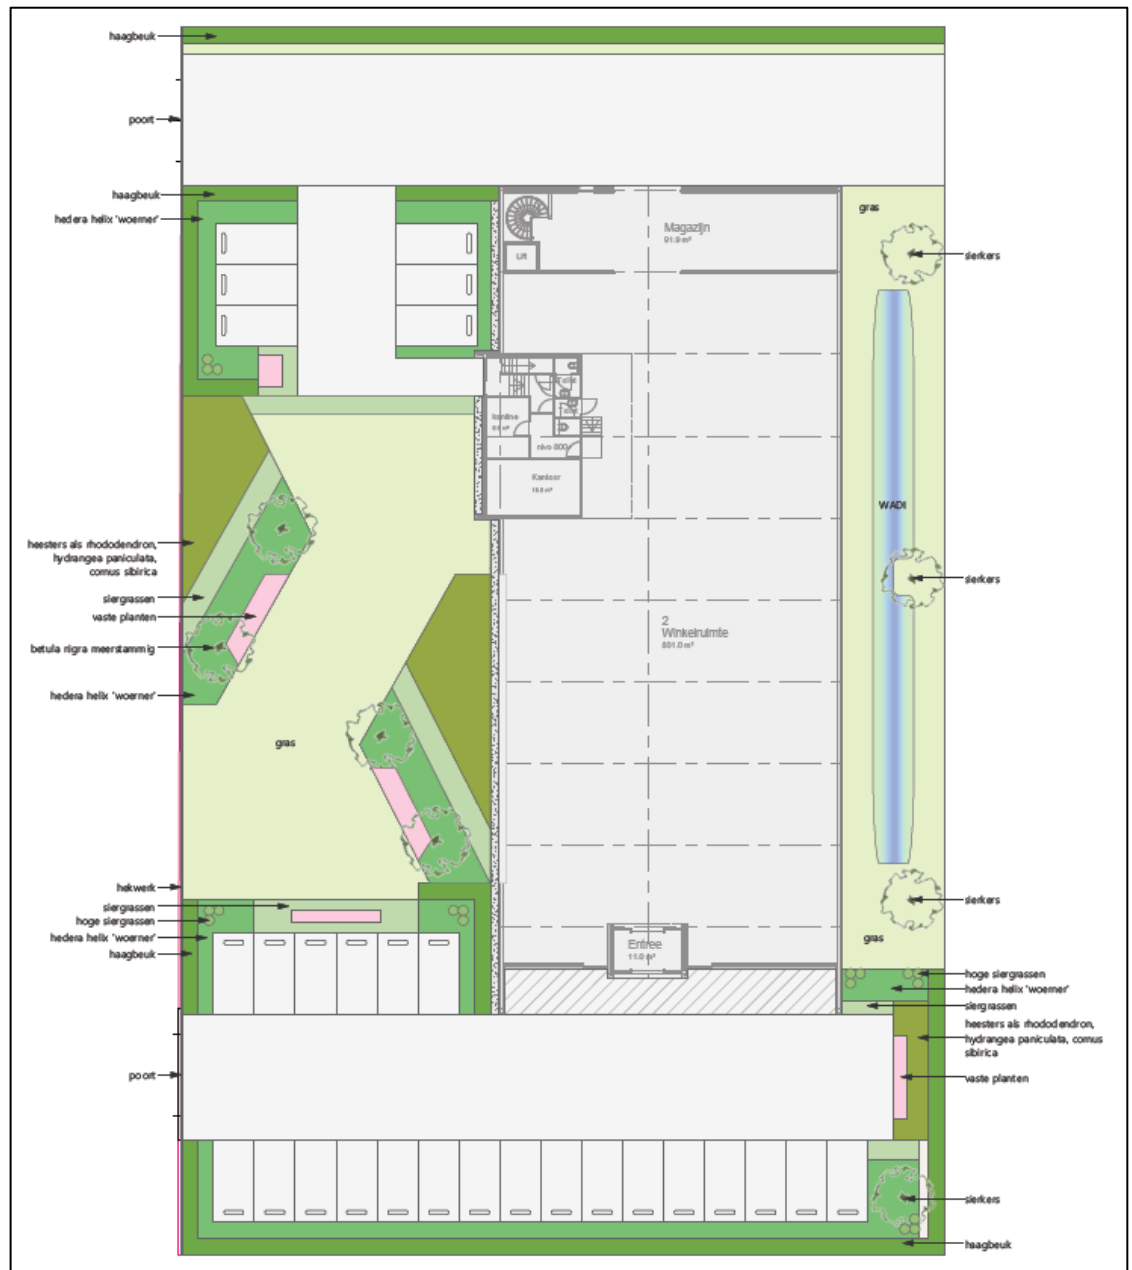 haagbeuk
poort
haagbeuk
hedera helix 'woerner'
gras
sierkers
Magazijn
91.9 m²
Lift
Toilet
Toilet
kantine
nivo 800+
Kantoor
WADI
heesters als rhododendron,
hydrangea paniculata,
cornus sibirica
siergrassen
vaste planten
betula nigra meerstammig
hedera helix 'woerner'
sierkers
2
Winkelruimte
801.0 m²
gras
hekwerk
siergrassen
hoge siergrassen
hedera helix 'woerner'
haagbeuk
sierkers
gras
Entree
11.0 m²
hoge siergrassen
hedera helix 'woerner'
siergrassen
heesters als rhododendron,
hydrangea paniculata, cornus
sibirica
vaste planten
poort
sierkers
haagbeuk